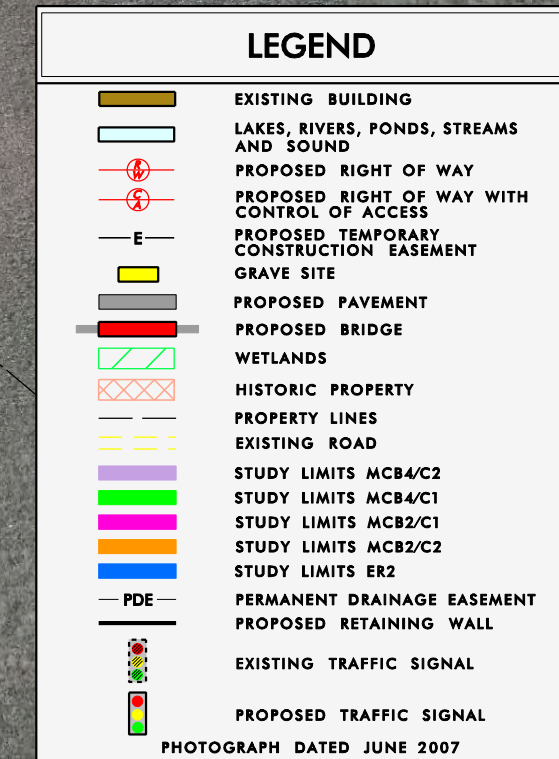 LEGEND
EXISTING BUILDING
LAKES, RIVERS, PONDS, STREAMS
AND SOUND
R/W PROPOSED RIGHT OF WAY
C/A PROPOSED RIGHT OF WAY WITH
CONTROL OF ACCESS
E PROPOSED TEMPORARY
CONSTRUCTION EASEMENT
GRAVE SITE
PROPOSED PAVEMENT
PROPOSED BRIDGE
WETLANDS
HISTORIC PROPERTY
PROPERTY LINES
EXISTING ROAD
STUDY LIMITS MCB4/C2
STUDY LIMITS MCB4/C1
STUDY LIMITS MCB2/C1
STUDY LIMITS MCB2/C2
STUDY LIMITS ER2
PDE PERMANENT DRAINAGE EASEMENT
PROPOSED RETAINING WALL
EXISTING TRAFFIC SIGNAL
PROPOSED TRAFFIC SIGNAL
PHOTOGRAPH DATED JUNE 2007